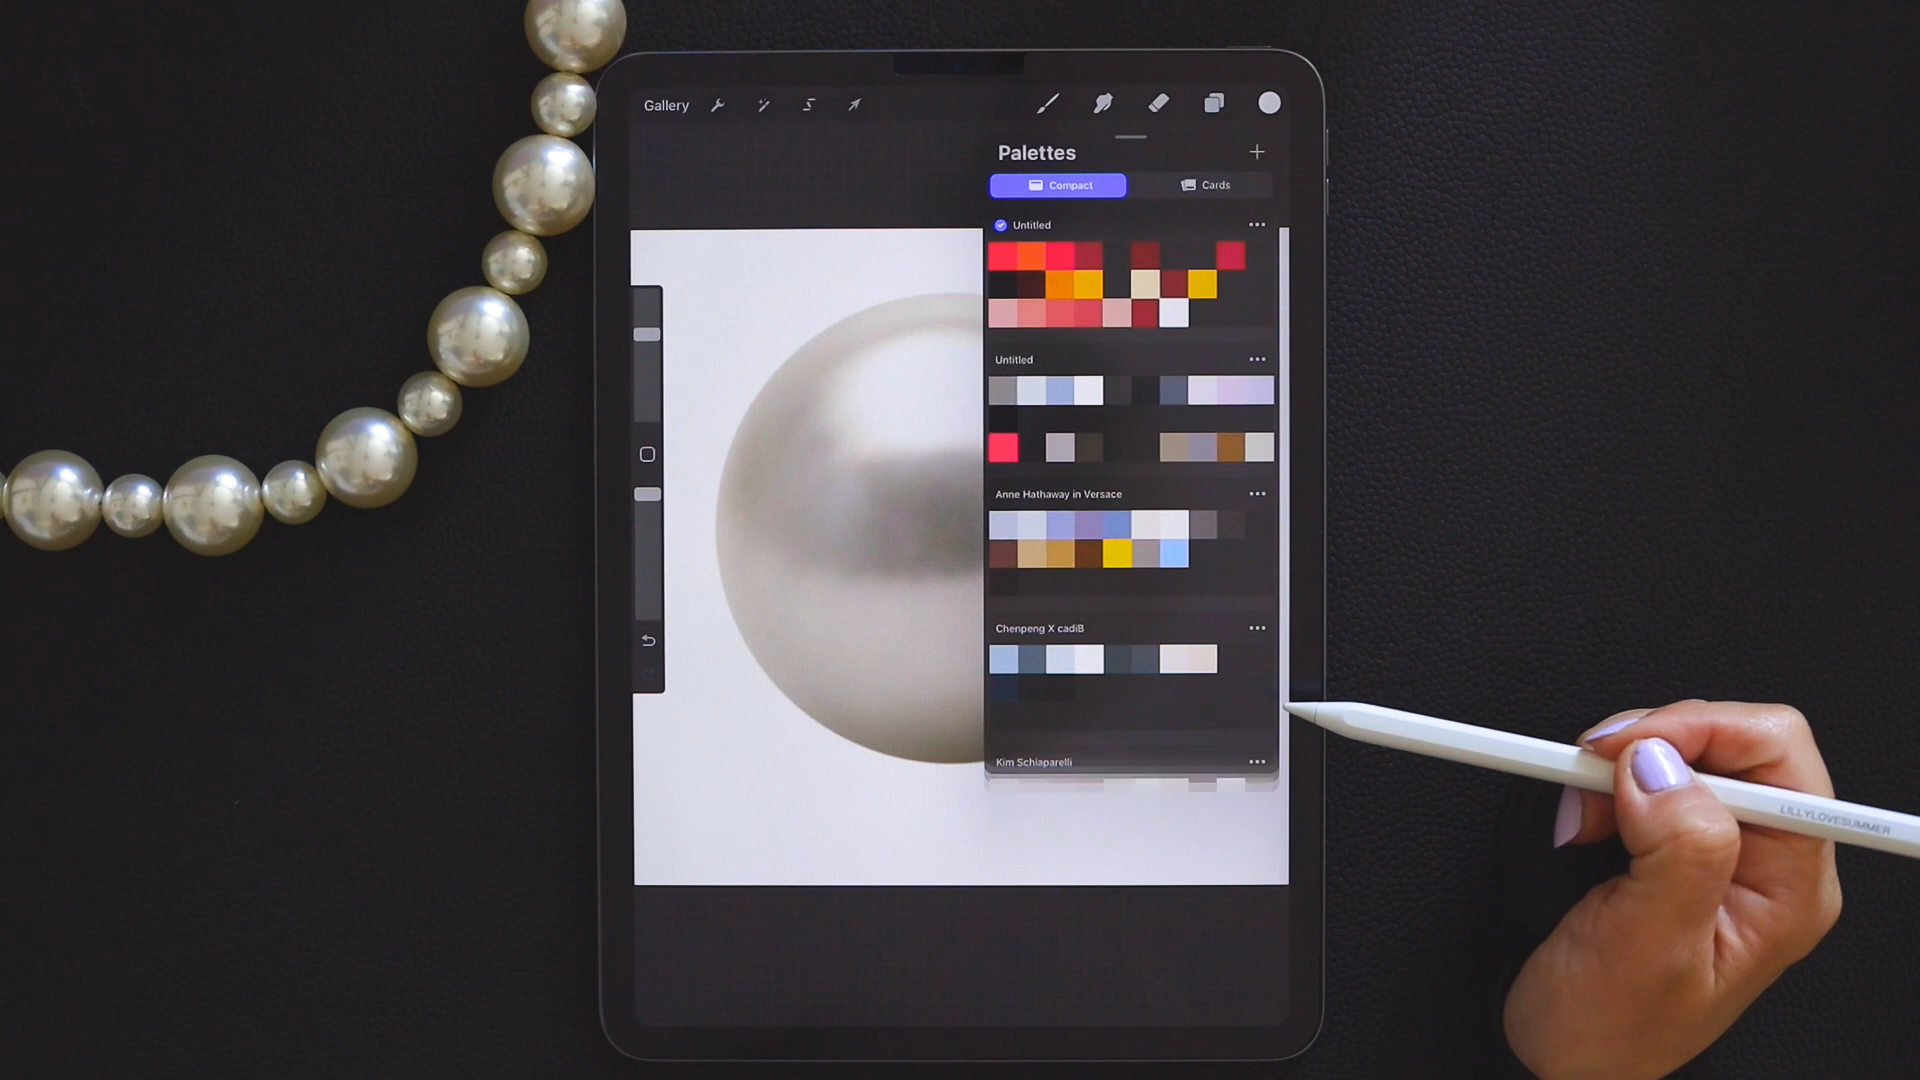 Gallery
Palettes
Compact
Cards
Untitled
Untitled
Anne Hathaway in Versace
Chenpeng X cadiB
Kim Schiaparelli
LILLYLOVESUMMER